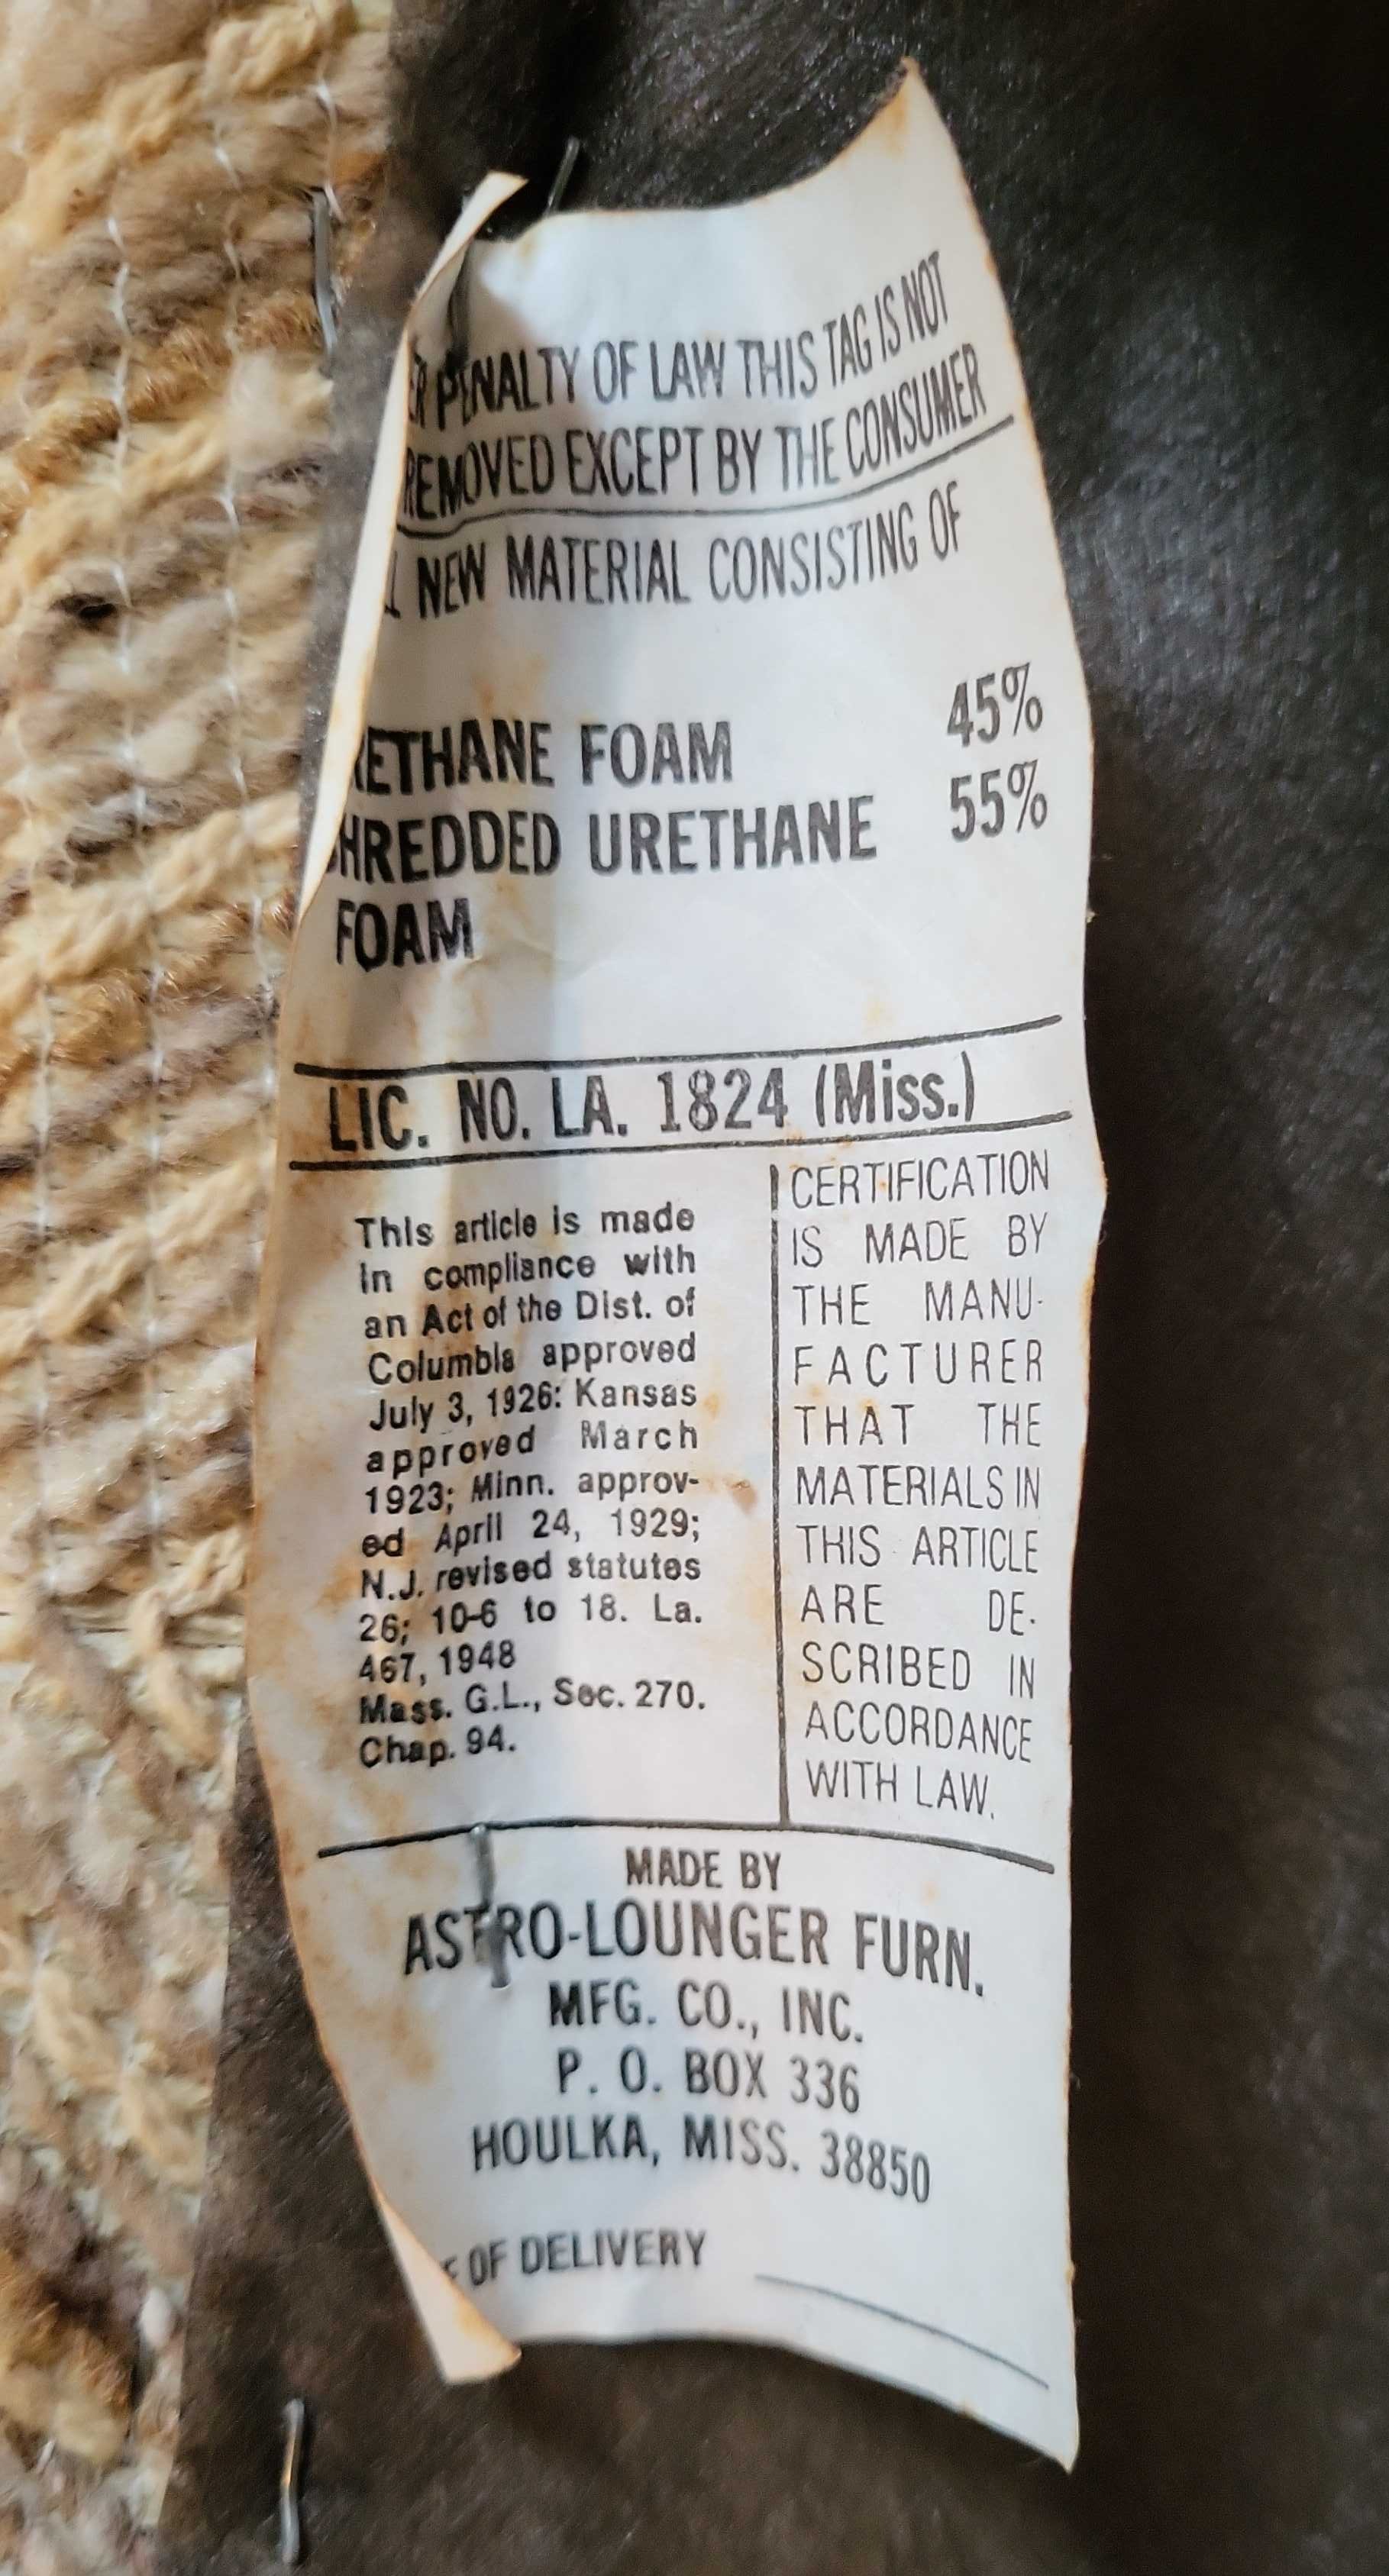 ER PENALTY OF LAW THIS TAG IS NOT
REMOVED EXCEPT BY THE CONSUMER
L NEW MATERIAL CONSISTING OF
45%
RETHANE FOAM
55%
SHREDDED URETHANE
FOAM
LIC. NO. LA. 1824 (Miss.)
This article is made
in compliance with
an Act of the Dist. of
Columbia approved
July 3, 1926: Kansas
approved March
1923; Minn. approv-
ed April 24, 1929;
N.J. revised statutes
26; 10-6 to 18. La.
467, 1948
Mass. G.L., Sec. 270.
Chap. 94.
CERTIFICATION
IS MADE BY
THE MANU-
FACTURER
THAT THE
MATERIALS IN
THIS ARTICLE
ARE DE-
SCRIBED IN
ACCORDANCE
WITH LAW.
MADE BY
ASTRO-LOUNGER FURN.
MFG. CO., INC.
P. O. BOX 336
HOULKA, MISS. 38850
E OF DELIVERY